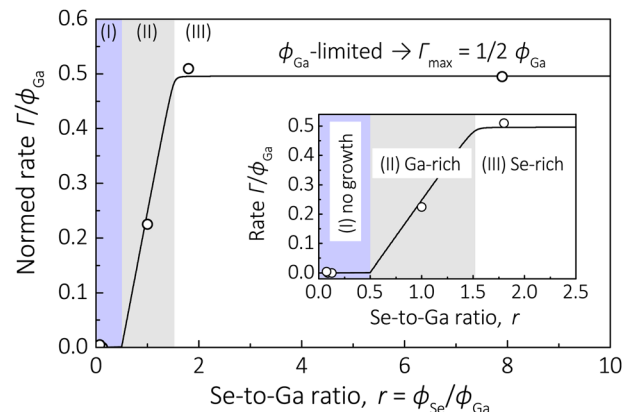 (I) (II) (III)
ϕGa-limited → Γmax = 1/2 ϕGa
Normed rate Γ/ϕGa
0.6
0.5
0.4
0.3
0.2
0.1
0.0
0 2 4 6 8 10
Se-to-Ga ratio, r = ϕSe/ϕGa
Rate Γ/ϕGa
0.5
0.4
0.3
0.2
0.1
0.0
(I) no growth
(II) Ga-rich
(III) Se-rich
0.0 0.5 1.0 1.5 2.0 2.5
Se-to-Ga ratio, r